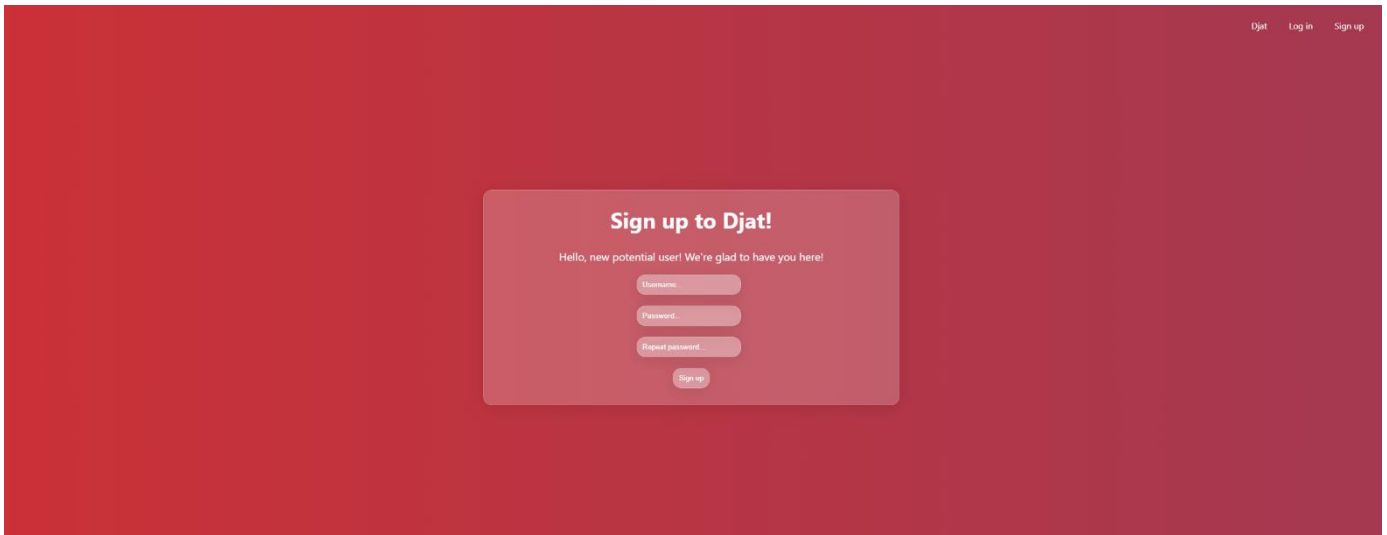 Djat Log in Sign up
Sign up to Djat!
Hello, new potential user! We're glad to have you here!
Username...
Password...
Repeat password...
Sign up